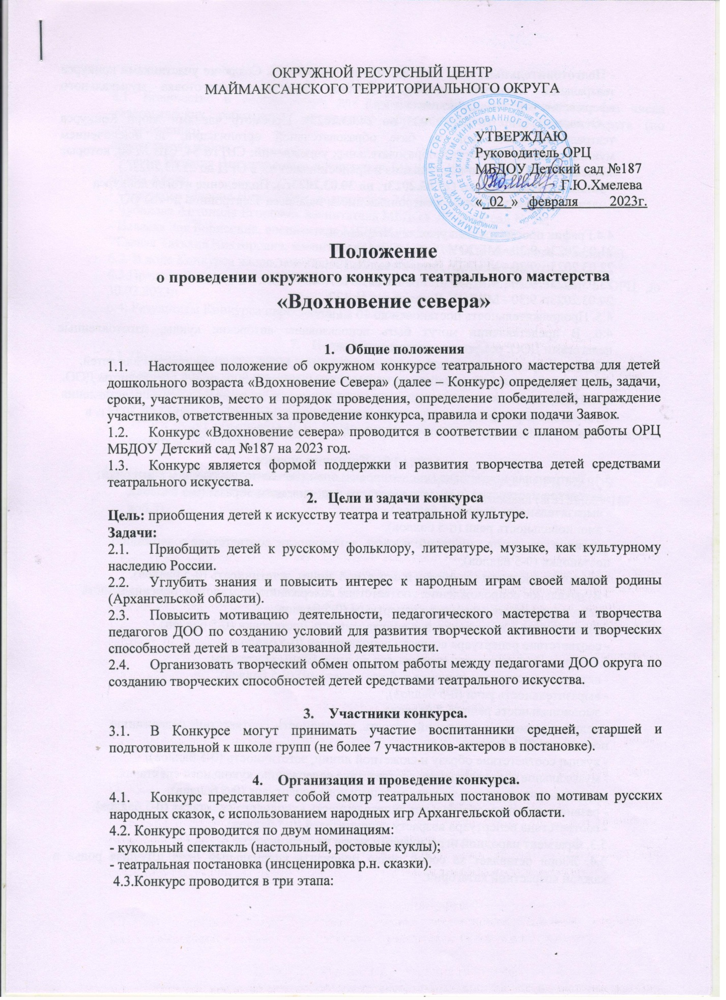 ОКРУЖНОЙ РЕСУРСНЫЙ ЦЕНТР
МАЙМАКСАНСКОГО ТЕРРИТОРИАЛЬНОГО ОКРУГА
УТВЕРЖДАЮ
Руководитель ОРЦ
МБДОУ Детский сад №187
Г.Ю.Хмелева
«_02_» _февраля 2023г.
Положение
о проведении окружного конкурса театрального мастерства
«Вдохновение севера»
1. Общие положения
1.1. Настоящее положение об окружном конкурсе театрального мастерства для детей
дошкольного возраста «Вдохновение Севера» (далее – Конкурс) определяет цель, задачи,
сроки, участников, место и порядок проведения, определение победителей, награждение
участников, ответственных за проведение конкурса, правила и сроки подачи Заявок.
1.2. Конкурс «Вдохновение севера» проводится в соответствии с планом работы ОРЦ
МБДОУ Детский сад №187 на 2023 год.
1.3. Конкурс является формой поддержки и развития творчества детей средствами
театрального искусства.
2. Цели и задачи конкурса
Цель: приобщения детей к искусству театра и театральной культуре.
Задачи:
2.1. Приобщить детей к русскому фольклору, литературе, музыке, как культурному
наследию России.
2.2. Углубить знания и повысить интерес к народным играм своей малой родины
(Архангельской области).
2.3. Повысить мотивацию деятельности, педагогического мастерства и творчества
педагогов ДОО по созданию условий для развития творческой активности и творческих
способностей детей в театрализованной деятельности.
2.4. Организовать творческий обмен опытом работы между педагогами ДОО округа по
созданию творческих способностей детей средствами театрального искусства.
3. Участники конкурса.
3.1. В Конкурсе могут принимать участие воспитанники средней, старшей и
подготовительной к школе групп (не более 7 участников-актеров в постановке).
4. Организация и проведение конкурса.
4.1. Конкурс представляет собой смотр театральных постановок по мотивам русских
народных сказок, с использованием народных игр Архангельской области.
4.2. Конкурс проводится по двум номинациям:
- кукольный спектакль (настольный, ростовые куклы);
- театральная постановка (инсценировка р.н. сказки).
4.3.Конкурс проводится в три этапа: